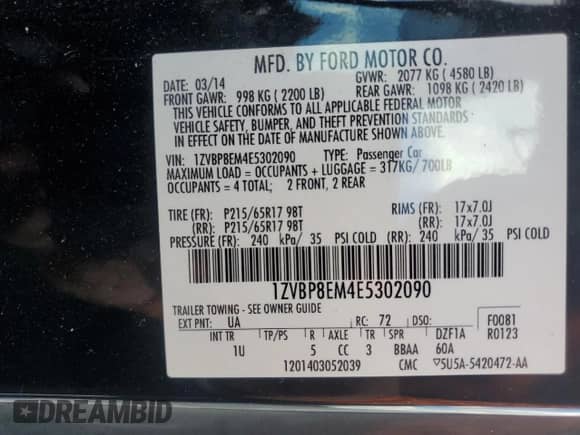 MFD. BY FORD MOTOR CO.
DATE: 03/14 GVWR: 2077 KG ( 4580 LB)
FRONT GAWR: 998 KG ( 2200 LB) REAR GAWR: 1098 KG ( 2420 LB)
THIS VEHICLE CONFORMS TO ALL APPLICABLE FEDERAL MOTOR
VEHICLE SAFETY, BUMPER, AND THEFT PREVENTION STANDARDS
IN EFFECT ON THE DATE OF MANUFACTURE SHOWN ABOVE.
VIN: 1ZVBP8EM4E5302090 TYPE: Passenger Car
MAXIMUM LOAD = OCCUPANTS + LUGGAGE = 317KG/ 700LB
OCCUPANTS = 4 TOTAL; 2 FRONT, 2 REAR
TIRE (FR): P215/65R17 98T RIMS (FR): 17x7.0J
(RR): P215/65R17 98T (RR): 17x7.0J
PRESSURE (FR): 240 kPa/ 35 PSI COLD (RR): 240 kPa/ 35 PSI COLD
1ZVBP8EM4E5302090
TRAILER TOWING - SEE OWNER GUIDE
EXT PNT: UA RC: 72 DSO: F0081
INT TR TP/PS R AXLE TR SPR DZF1A R0123
1U 5 CC 3 BBAA 60A
1201403052039 CMC ▽5U5A-5420472-AA
DREAMBID